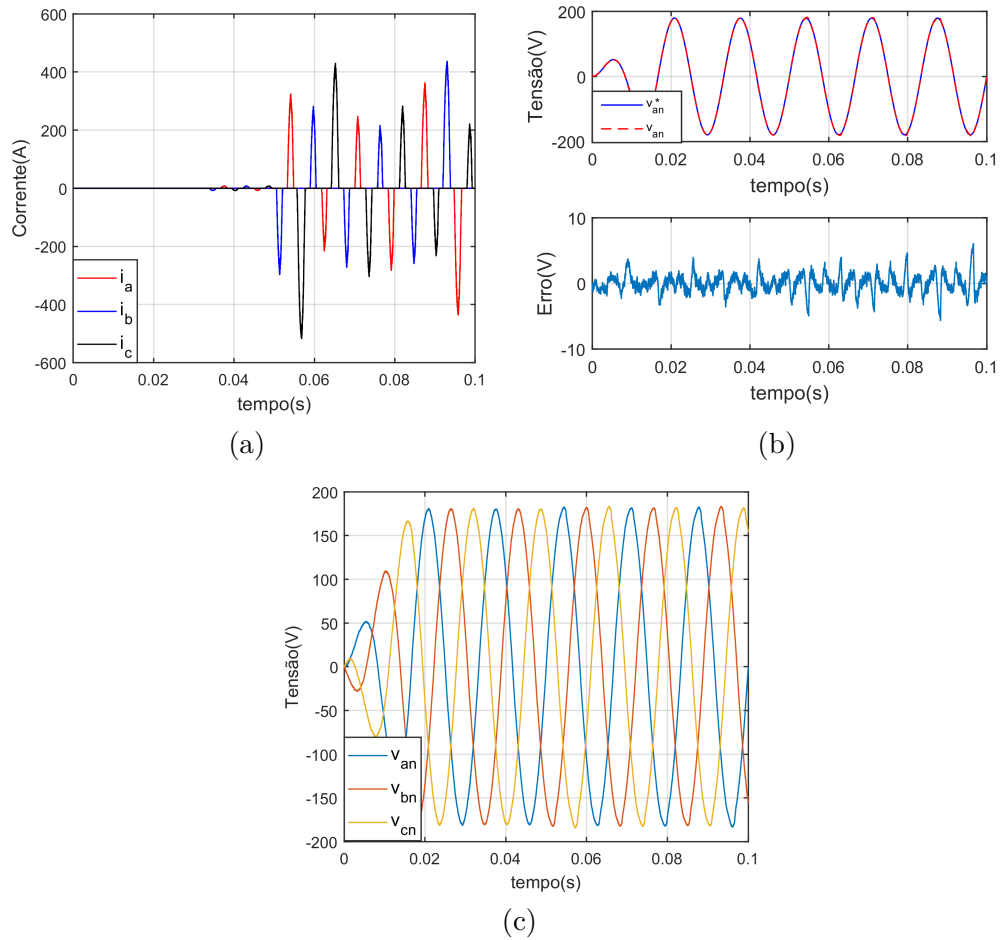 600
400
200
0
-200
-400
-600
Corrente(A)
i_a
i_b
i_c
0
0.02
0.04
0.06
0.08
0.1
tempo(s)
(a)
200
0
-200
Tensão(V)
v*_an
v_an
0
0.02
0.04
0.06
0.08
0.1
tempo(s)
10
0
-10
Erro(V)
0
0.02
0.04
0.06
0.08
0.1
tempo(s)
(b)
200
150
100
50
0
-50
-100
-150
-200
Tensão(V)
v_an
v_bn
v_cn
0
0.02
0.04
0.06
0.08
0.1
tempo(s)
(c)